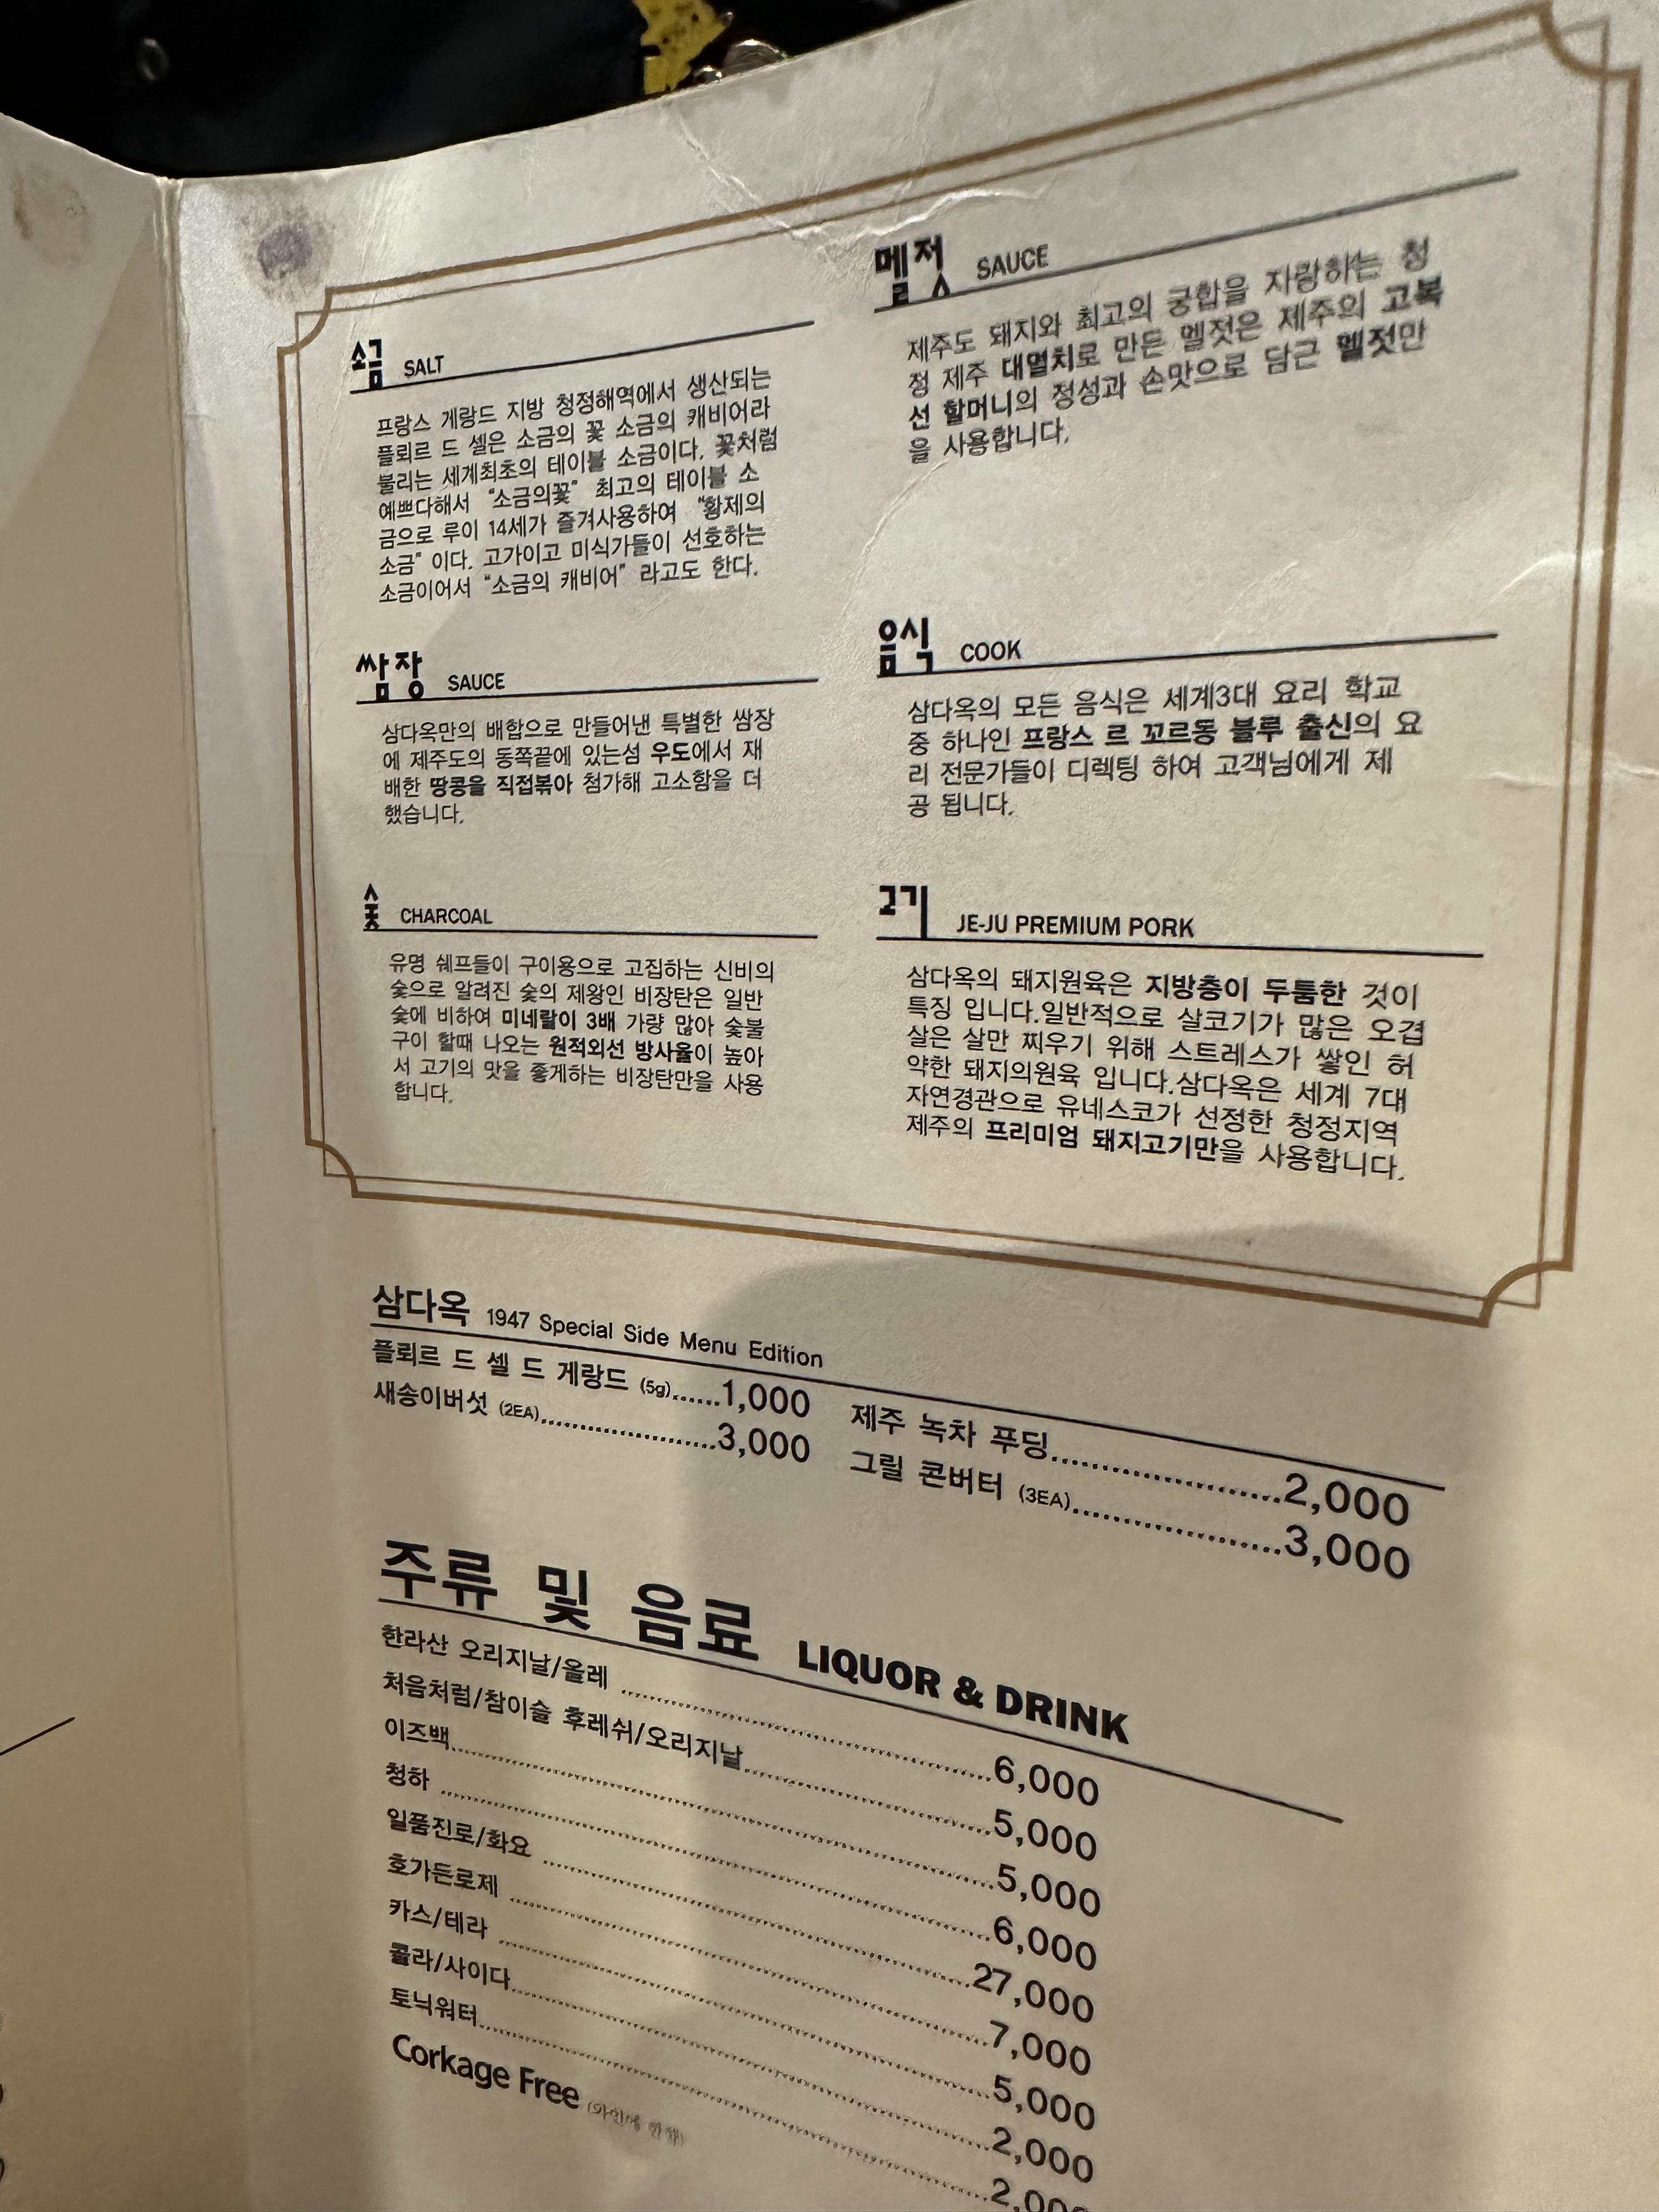 소금 SALT
프랑스 게랑드 지방 청정해역에서 생산되는
플뢰르 드 셀은 소금의 꽃 소금의 캐비어라
불리는 세계최초의 테이블 소금이다. 꽃처럼
예쁘다해서 "소금의꽃" 최고의 테이블 소
금으로 루이 14세가 즐겨사용하여 "황제의
소금" 이다. 고가이고 미식가들이 선호하는
소금이어서 "소금의 캐비어" 라고도 한다.
쌈장 SAUCE
삼다옥만의 배합으로 만들어낸 특별한 쌈장
에 제주도의 동쪽끝에 있는섬 우도에서 재
배한 땅콩을 직접볶아 첨가해 고소함을 더
했습니다.
숯 CHARCOAL
유명 쉐프들이 구이용으로 고집하는 신비의
숯으로 알려진 숯의 제왕인 비장탄은 일반
숯에 비하여 미네랄이 3배 가량 많아 숯불
구이 할때 나오는 원적외선 방사율이 높아
서 고기의 맛을 좋게하는 비장탄만을 사용
합니다.
멜젓 SAUCE
제주도 돼지와 최고의 궁합을 자랑하는 청
정 제주 대멸치로 만든 멜젓은 제주의 고복
선 할머니의 정성과 손맛으로 담근 멜젓만
을 사용합니다.
음식 COOK
삼다옥의 모든 음식은 세계3대 요리 학교
중 하나인 프랑스 르 꼬르동 블루 출신의 요
리 전문가들이 디렉팅 하여 고객님에게 제
공 됩니다.
고기 JE-JU PREMIUM PORK
삼다옥의 돼지원육은 지방층이 두툼한 것이
특징 입니다.일반적으로 살코기가 많은 오겹
살은 살만 찌우기 위해 스트레스가 쌓인 허
약한 돼지의원육 입니다.삼다옥은 세계 7대
자연경관으로 유네스코가 선정한 청정지역
제주의 프리미엄 돼지고기만을 사용합니다.
삼다옥 1947 Special Side Menu Edition
플뢰르 드 셀 드 게랑드 (5g)......1,000
새송이버섯 (2EA)......................3,000
제주 녹차 푸딩............................2,000
그릴 콘버터 (3EA).........................3,000
주류 및 음료 LIQUOR & DRINK
한라산 오리지날/올레 ........................................6,000
처음처럼/참이슬 후레쉬/오리지날...........................5,000
이즈백............................................................5,000
청하 ............................................................6,000
일품진로/화요 ................................................27,000
호가든로제 ....................................................7,000
카스/테라 ......................................................5,000
콜라/사이다....................................................2,000
토닉워터........................................................2,000
Corkage Free